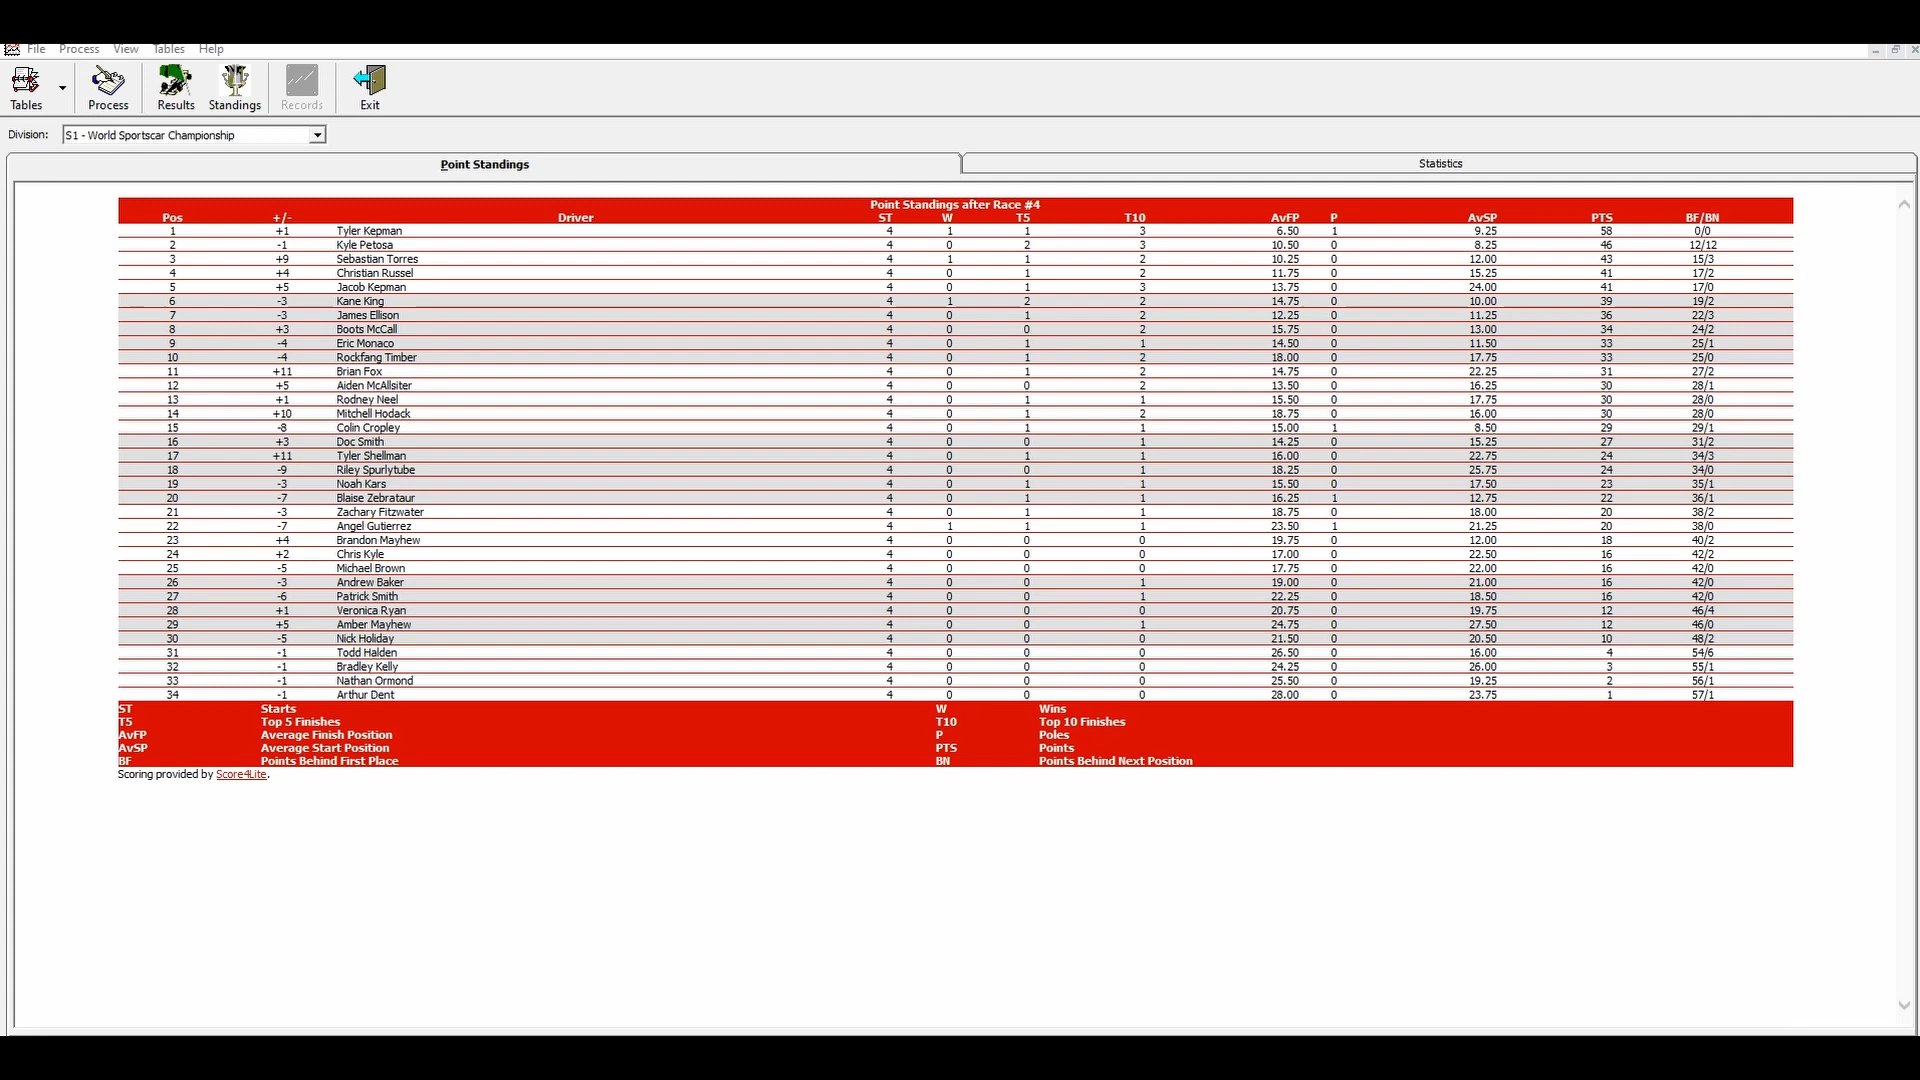 File Process View Tables Help
Tables Process Results Standings Records Exit
Division: S1 - World Sportscar Championship
Point Standings Statistics
Point Standings after Race #4
Pos +/- Driver ST W T5 T10 AvFP P AvSP PTS BF/BN
1 +1 Tyler Kepman 4 1 1 3 6.50 1 9.25 58 0/0
2 -1 Kyle Petosa 4 0 2 3 10.50 0 8.25 46 12/12
3 +9 Sebastian Torres 4 1 1 2 10.25 0 12.00 43 15/3
4 +4 Christian Russel 4 0 1 2 11.75 0 15.25 41 17/2
5 +5 Jacob Kepman 4 0 1 3 13.75 0 24.00 41 17/0
6 -3 Kane King 4 1 2 2 14.75 0 10.00 39 19/2
7 -3 James Ellison 4 0 1 2 12.25 0 11.25 36 22/3
8 +3 Boots McCall 4 0 0 2 15.75 0 13.00 34 24/2
9 -4 Eric Monaco 4 0 1 1 14.50 0 11.50 33 25/1
10 -4 Rockfang Timber 4 0 1 2 18.00 0 17.75 33 25/0
11 +11 Brian Fox 4 0 1 2 14.75 0 22.25 31 27/2
12 +5 Aiden McAllsiter 4 0 0 2 13.50 0 16.25 30 28/1
13 +1 Rodney Neel 4 0 1 1 15.50 0 17.75 30 28/0
14 +10 Mitchell Hodack 4 0 1 2 18.75 0 16.00 30 28/0
15 -8 Colin Cropley 4 0 1 1 15.00 1 8.50 29 29/1
16 +3 Doc Smith 4 0 0 1 14.25 0 15.25 27 31/2
17 +11 Tyler Shellman 4 0 1 1 16.00 0 22.75 24 34/3
18 -9 Riley Spurlytube 4 0 0 1 18.25 0 25.75 24 34/0
19 -3 Noah Kars 4 0 1 1 15.50 0 17.50 23 35/1
20 -7 Blaise Zebrataur 4 0 1 1 16.25 1 12.75 22 36/1
21 -3 Zachary Fitzwater 4 0 1 1 18.75 0 18.00 20 38/2
22 -7 Angel Gutierrez 4 1 1 1 23.50 1 21.25 20 38/0
23 +4 Brandon Mayhew 4 0 0 0 19.75 0 12.00 18 40/2
24 +2 Chris Kyle 4 0 0 0 17.00 0 22.50 16 42/2
25 -5 Michael Brown 4 0 0 0 17.75 0 22.00 16 42/0
26 -3 Andrew Baker 4 0 0 1 19.00 0 21.00 16 42/0
27 -6 Patrick Smith 4 0 0 1 22.25 0 18.50 16 42/0
28 +1 Veronica Ryan 4 0 0 0 20.75 0 19.75 12 46/4
29 +5 Amber Mayhew 4 0 0 1 24.75 0 27.50 12 46/0
30 -5 Nick Holiday 4 0 0 0 21.50 0 20.50 10 48/2
31 -1 Todd Halden 4 0 0 0 26.50 0 16.00 4 54/6
32 -1 Bradley Kelly 4 0 0 0 24.25 0 26.00 3 55/1
33 -1 Nathan Ormond 4 0 0 0 25.50 0 19.25 2 56/1
34 -1 Arthur Dent 4 0 0 0 28.00 0 23.75 1 57/1
ST Starts W Wins
T5 Top 5 Finishes T10 Top 10 Finishes
AvFP Average Finish Position P Poles
AvSP Average Start Position PTS Points
BF Points Behind First Place BN Points Behind Next Position
Scoring provided by Score4Lite.